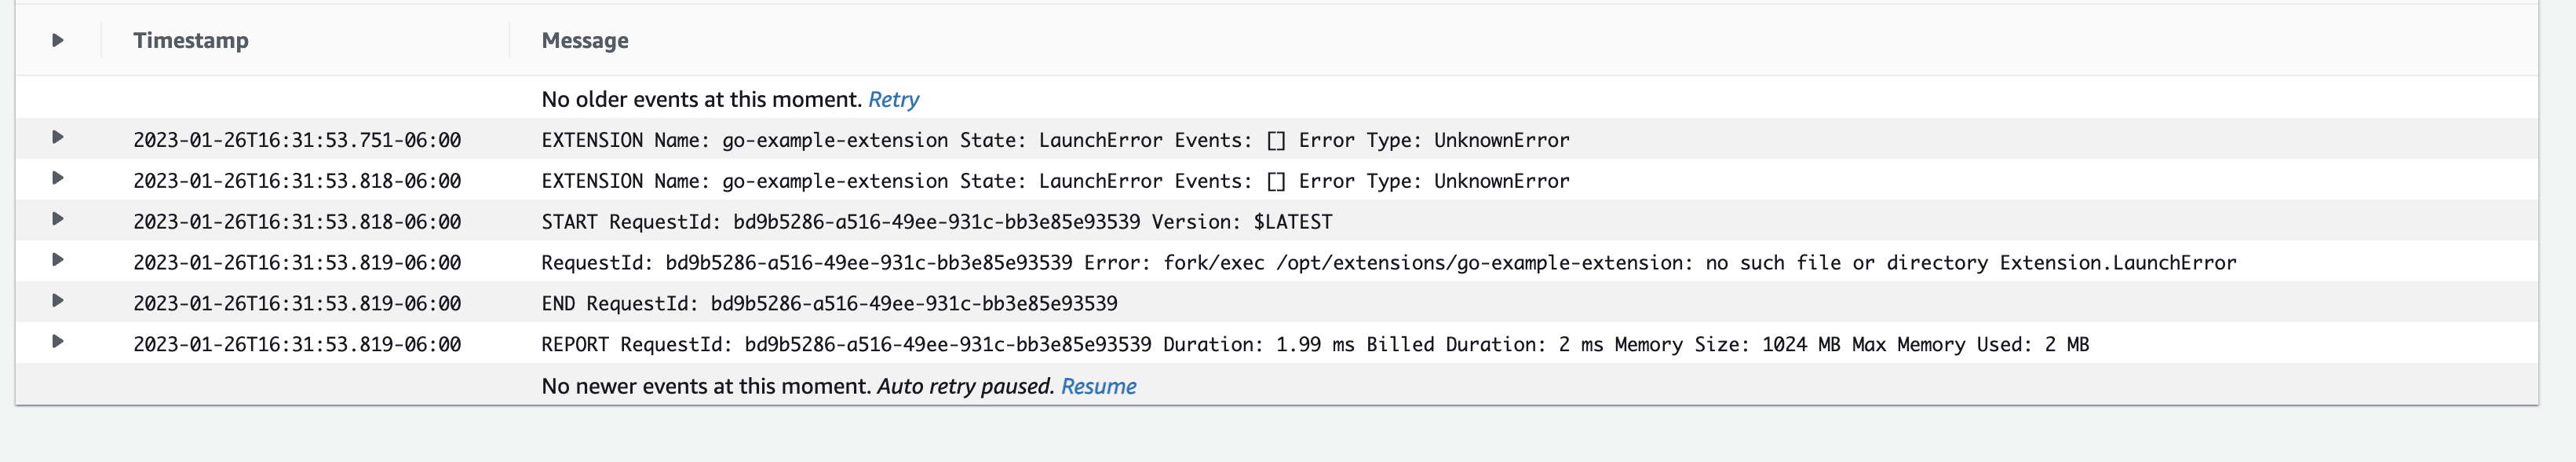 Timestamp Message
No older events at this moment. Retry
2023-01-26T16:31:53.751-06:00 EXTENSION Name: go-example-extension State: LaunchError Events: [] Error Type: UnknownError
2023-01-26T16:31:53.818-06:00 EXTENSION Name: go-example-extension State: LaunchError Events: [] Error Type: UnknownError
2023-01-26T16:31:53.818-06:00 START RequestId: bd9b5286-a516-49ee-931c-bb3e85e93539 Version: $LATEST
2023-01-26T16:31:53.819-06:00 RequestId: bd9b5286-a516-49ee-931c-bb3e85e93539 Error: fork/exec /opt/extensions/go-example-extension: no such file or directory Extension.LaunchError
2023-01-26T16:31:53.819-06:00 END RequestId: bd9b5286-a516-49ee-931c-bb3e85e93539
2023-01-26T16:31:53.819-06:00 REPORT RequestId: bd9b5286-a516-49ee-931c-bb3e85e93539 Duration: 1.99 ms Billed Duration: 2 ms Memory Size: 1024 MB Max Memory Used: 2 MB
No newer events at this moment. Auto retry paused. Resume